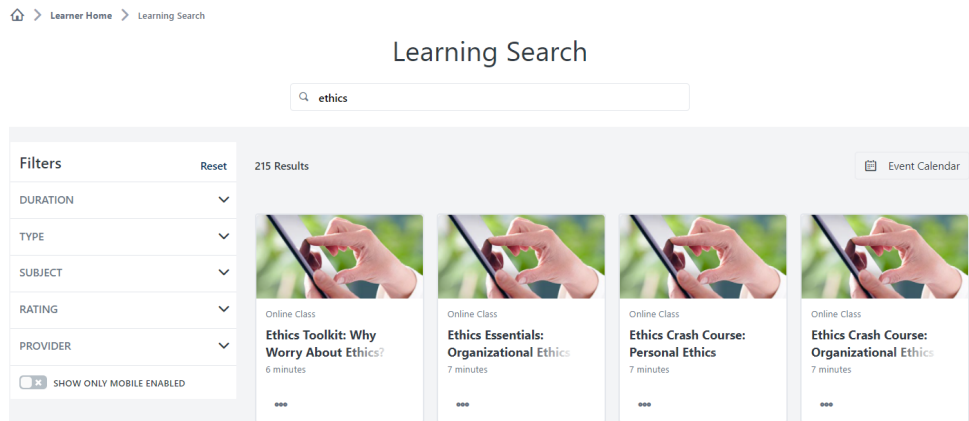 Learner Home
Learning Search
Learning Search
ethics
Filters
Reset
215 Results
Event Calendar
DURATION
TYPE
SUBJECT
RATING
PROVIDER
SHOW ONLY MOBILE ENABLED
Online Class
Ethics Toolkit: Why
Worry About Ethics?
6 minutes
Online Class
Ethics Essentials:
Organizational Ethics
7 minutes
Online Class
Ethics Crash Course:
Personal Ethics
7 minutes
Online Class
Ethics Crash Course:
Organizational Ethics
7 minutes